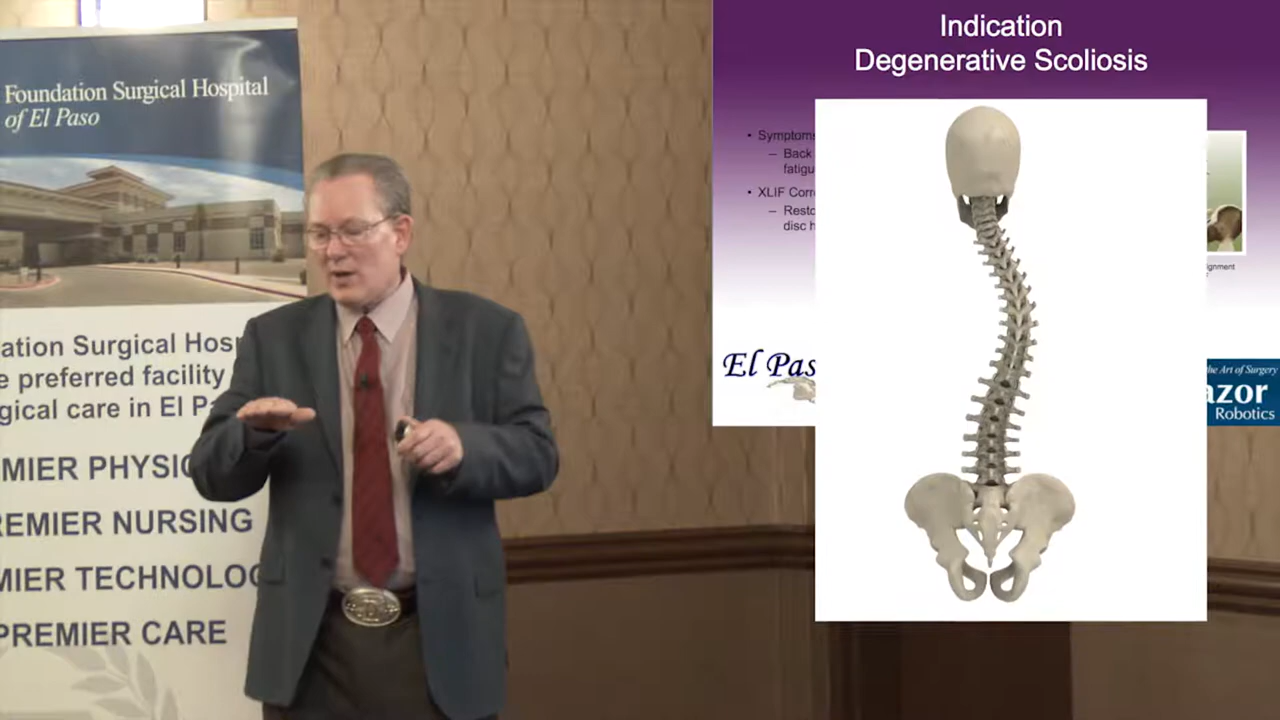 Foundation Surgical Hospital
of El Paso
ation Surgical Hosp
e preferred facility
gical care in El Pa
MIER PHYSIC
REMIER NURSING
MIER TECHNOLOG
PREMIER CARE
Indication
Degenerative Scoliosis
• Symptoms
– Back
fatigu
• XLIF Corr
– Resto
disc h
ignment
El Pas
the Art of Surgery
azor
Robotics